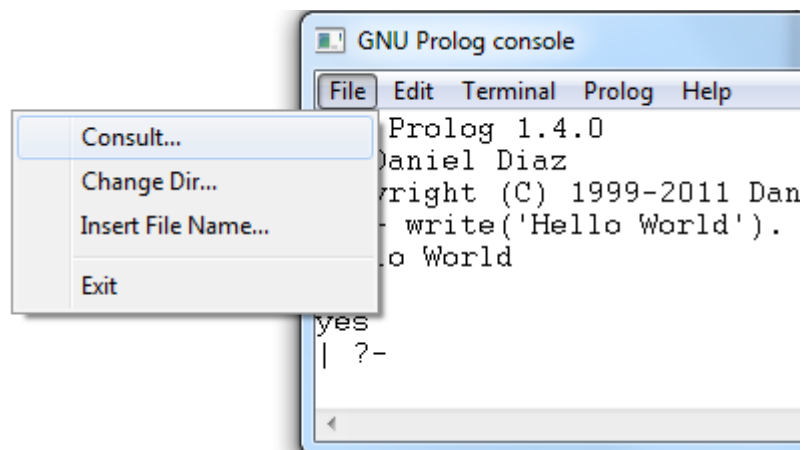 GNU Prolog console
File Edit Terminal Prolog Help
Consult...
Change Dir...
Insert File Name...
Exit
Prolog 1.4.0
Daniel Diaz
right (C) 1999-2011 Dan
- write('Hello World').
o World
yes
| ?-